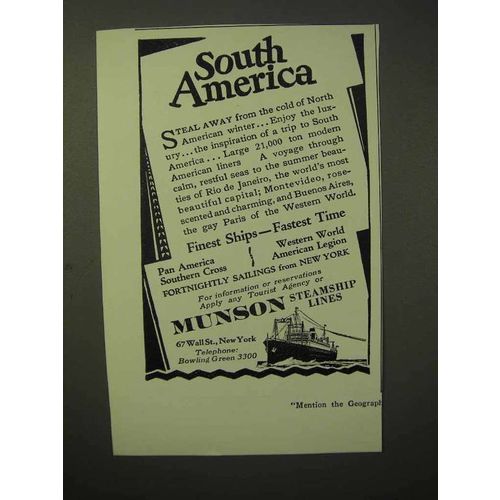 South
America
STEAL AWAY from the cold of North
American winter... Enjoy the lux-
ury... the inspiration of a trip to South
America... Large 21,000 ton modern
American liners A voyage through
calm, restful seas to the summer beau-
ties of Rio de Janeiro, the world's most
beautiful capital; Montevideo, rose-
scented and charming, and Buenos Aires,
the gay Paris of the Western World.
Finest Ships—Fastest Time
Pan America Western World
Southern Cross American Legion
FORTNIGHTLY SAILINGS from NEW YORK
For information or reservations
Apply any Tourist Agency or
MUNSON STEAMSHIP
LINES
67 Wall St., New York
Telephone:
Bowling Green 3300
"Mention the Geograph